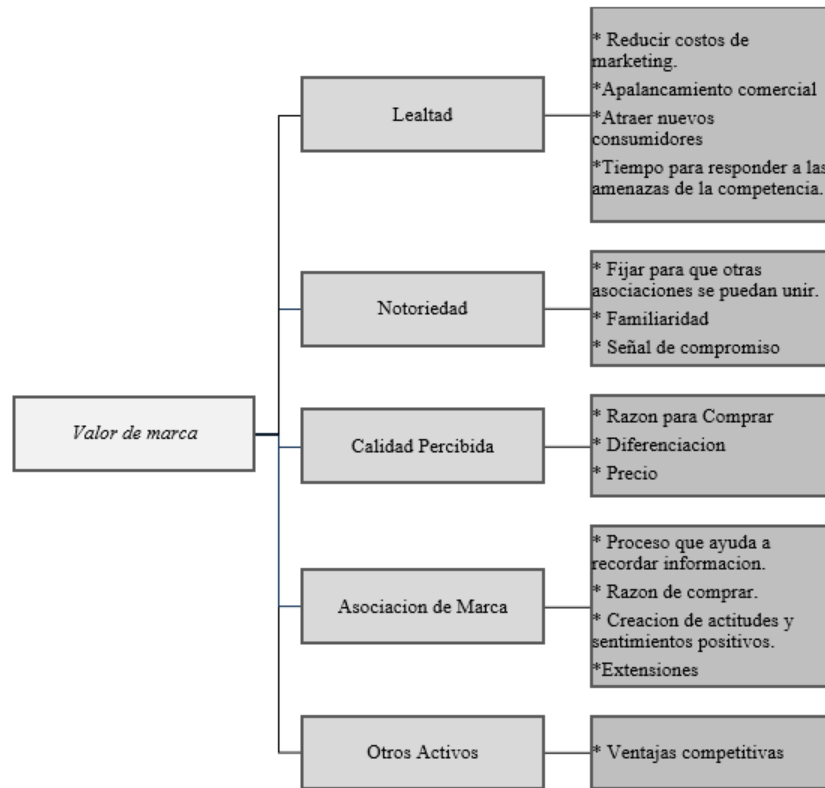 Valor de marca
Lealtad
* Reducir costos de
marketing.
*Apalancamiento comercial
*Atraer nuevos
consumidores
*Tiempo para responder a las
amenazas de la competencia.
Notoriedad
* Fijar para que otras
asociaciones se puedan unir.
* Familiaridad
* Señal de compromiso
Calidad Percibida
* Razon para Comprar
* Diferenciacion
* Precio
Asociacion de Marca
* Proceso que ayuda a
recordar informacion.
* Razon de comprar.
* Creacion de actitudes y
sentimientos positivos.
*Extensiones
Otros Activos
* Ventajas competitivas